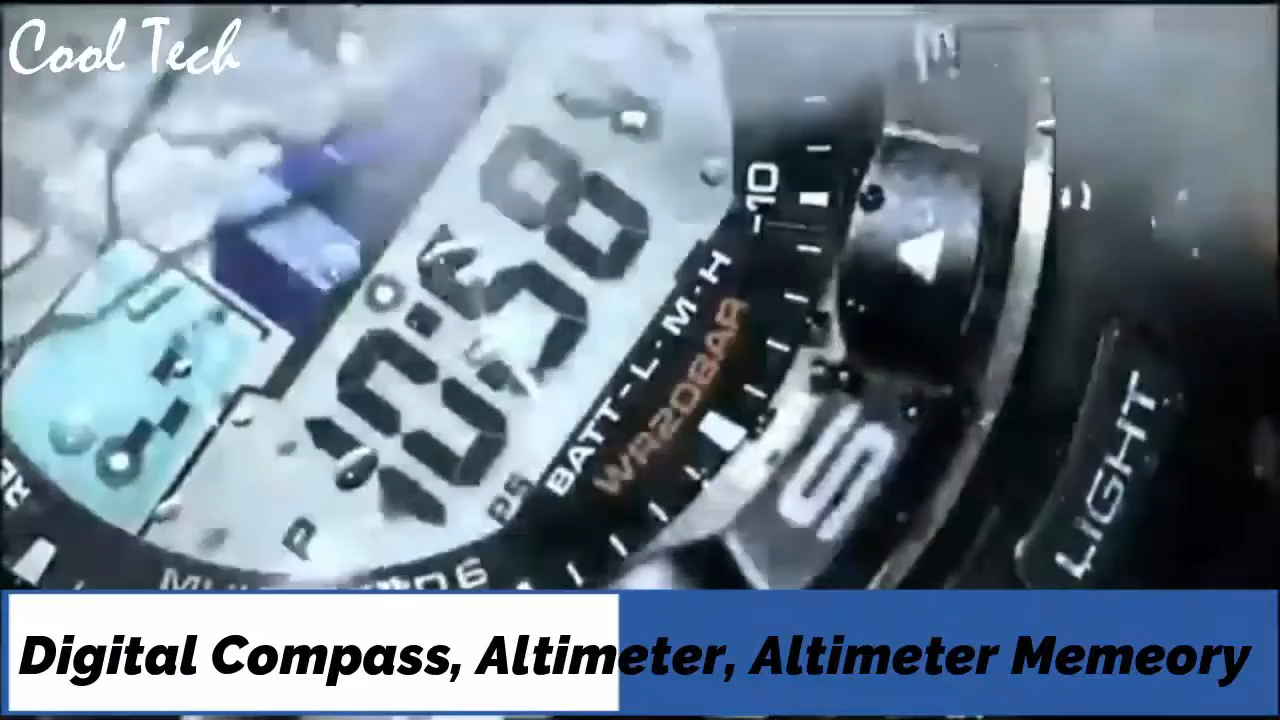 Cool Tech
-10
10:58
BATT-L·M·H
WR20BAR
P
S
LIGHT
Digital Compass, Altimeter, Altimeter Memeory